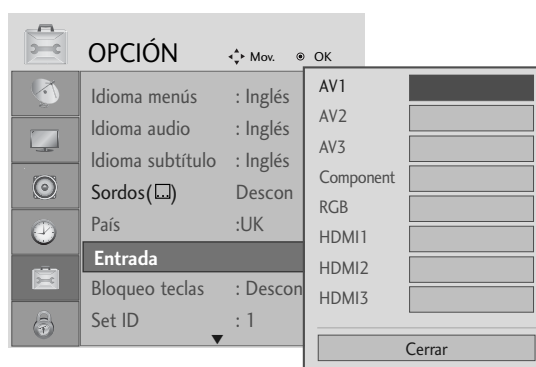 OPCIÓN Mov. OK
Idioma menús : Inglés
Idioma audio : Inglés
Idioma subtítulo : Inglés
Sordos( ) Descon
País :UK
Entrada
Bloqueo teclas : Descon
Set ID : 1
AV1
AV2
AV3
Component
RGB
HDMI1
HDMI2
HDMI3
Cerrar